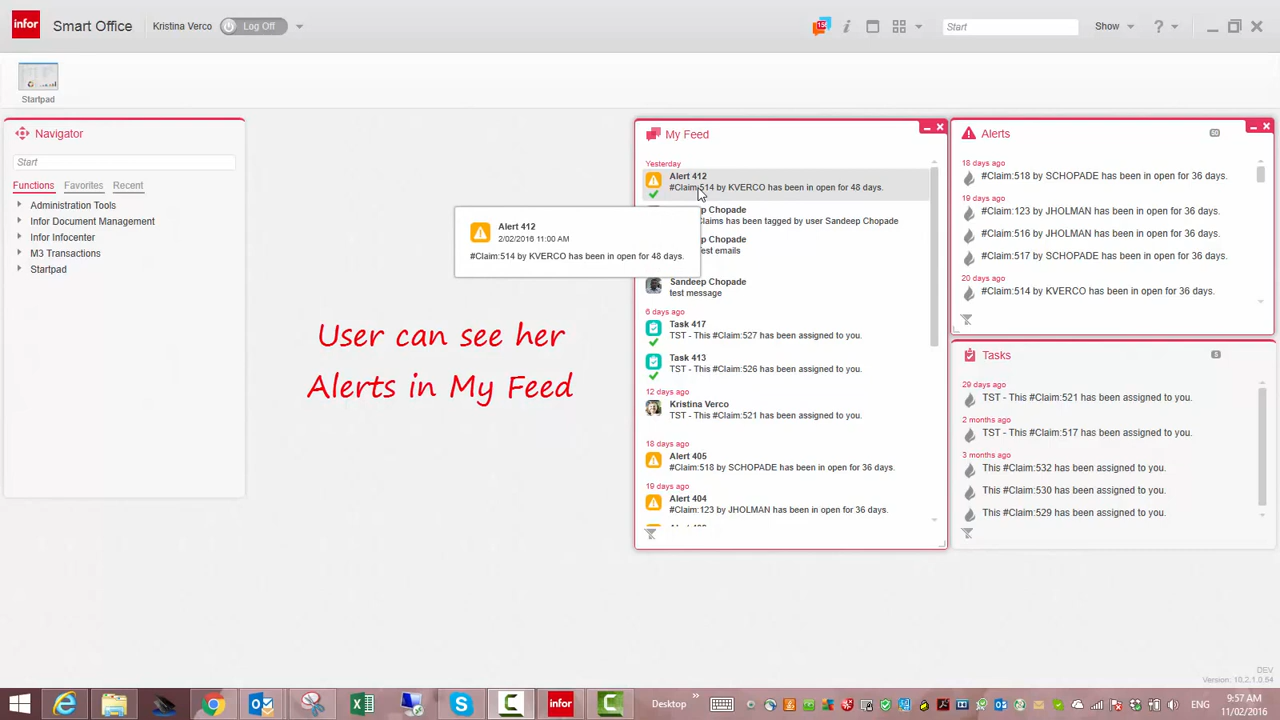 infor Smart Office Kristina Verco Log Off Start Show ?
Startpad
Navigator
Start
Functions Favorites Recent
Administration Tools
Infor Document Management
Infor Infocenter
M3 Transactions
Startpad
User can see her
Alerts in My Feed
My Feed
Yesterday
Alert 412
#Claim:514 by KVERCO has been in open for 48 days.
Alert 412
2/02/2016 11:00 AM
#Claim:514 by KVERCO has been in open for 48 days.
p Chopade
laims has been tagged by user Sandeep Chopade
p Chopade
st emails
Sandeep Chopade
test message
6 days ago
Task 417
TST - This #Claim:527 has been assigned to you.
Task 413
TST - This #Claim:526 has been assigned to you.
12 days ago
Kristina Verco
TST - This #Claim:521 has been assigned to you.
18 days ago
Alert 405
#Claim:518 by SCHOPADE has been in open for 36 days.
19 days ago
Alert 404
#Claim:123 by JHOLMAN has been in open for 36 days.
Alerts
50
18 days ago
#Claim:518 by SCHOPADE has been in open for 36 days.
19 days ago
#Claim:123 by JHOLMAN has been in open for 36 days.
#Claim:516 by JHOLMAN has been in open for 36 days.
#Claim:517 by SCHOPADE has been in open for 36 days.
20 days ago
#Claim:514 by KVERCO has been in open for 36 days.
Tasks
5
29 days ago
TST - This #Claim:521 has been assigned to you.
2 months ago
TST - This #Claim:517 has been assigned to you.
3 months ago
This #Claim:532 has been assigned to you.
This #Claim:530 has been assigned to you.
This #Claim:529 has been assigned to you.
DEV
Version: 10.2.1.0.54
infor Desktop ENG 9:57 AM
11/02/2016